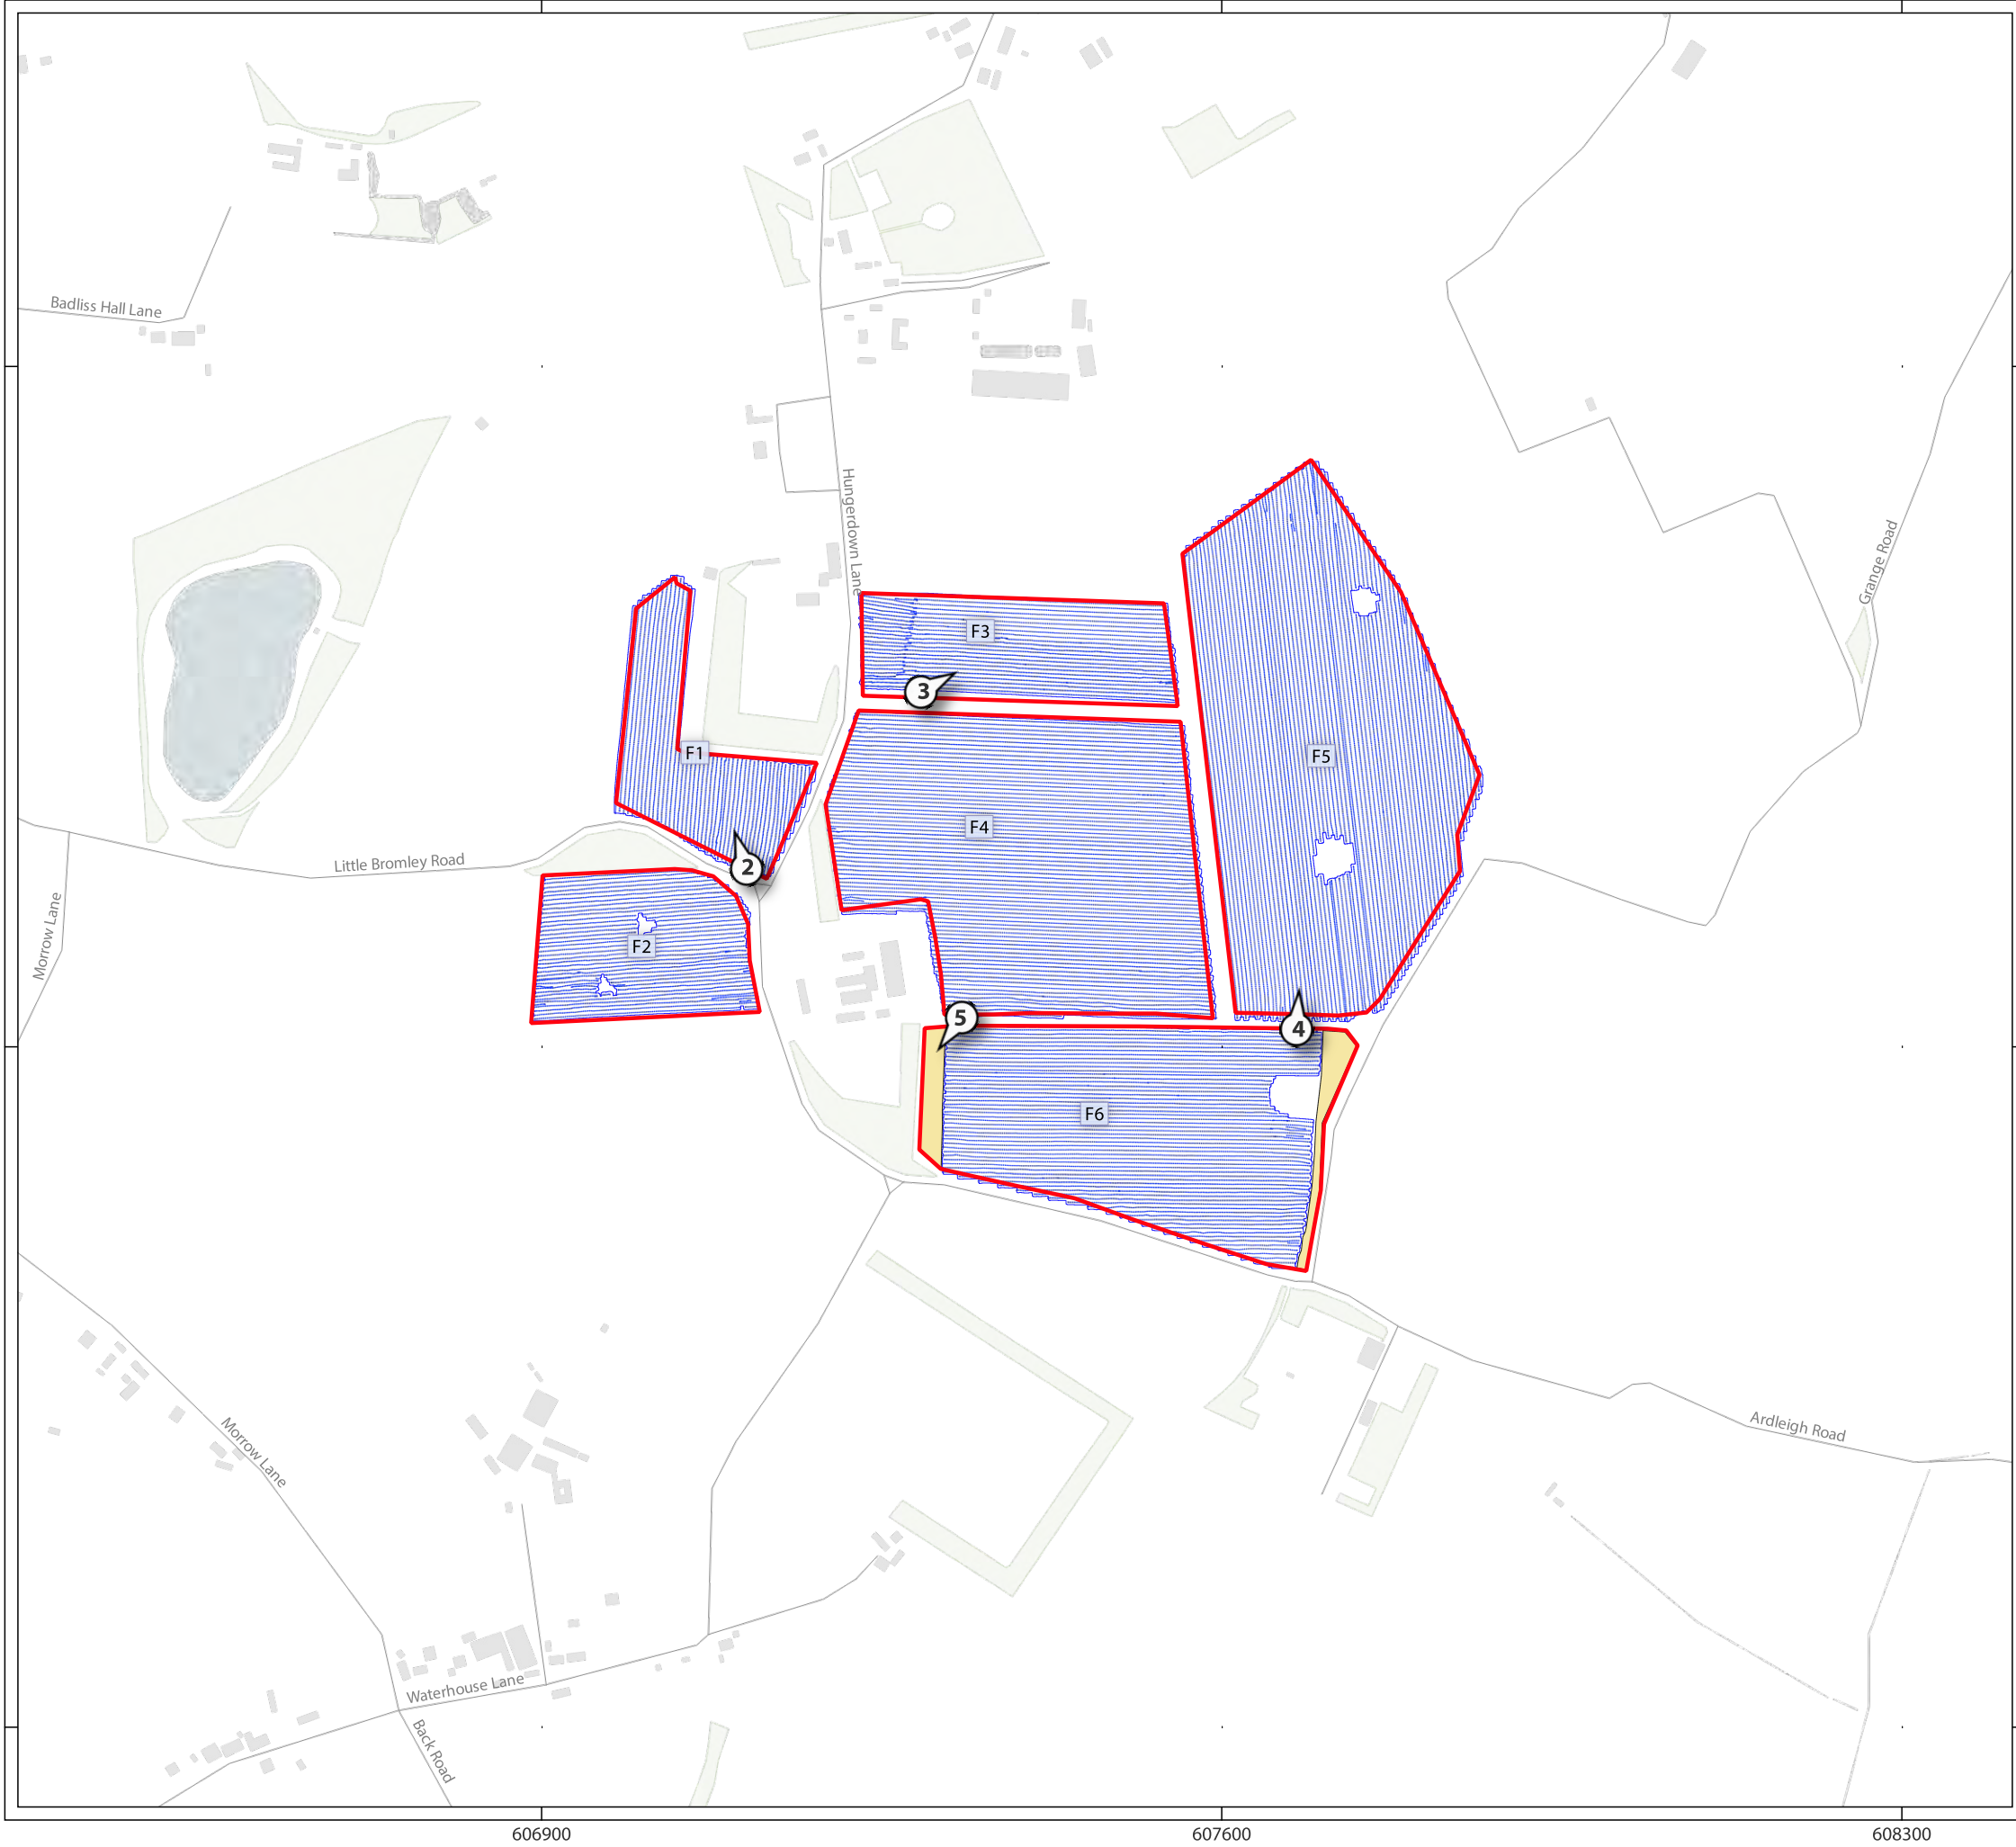 Badliss Hall Lane
Hungerdown Lane
Grange Road
F3
3
F1
F5
F4
Little Bromley Road
2
Morrow Lane
F2
5
4
F6
Morrow Lane
Ardleigh Road
Waterhouse Lane
Back Road
606900
607600
608300